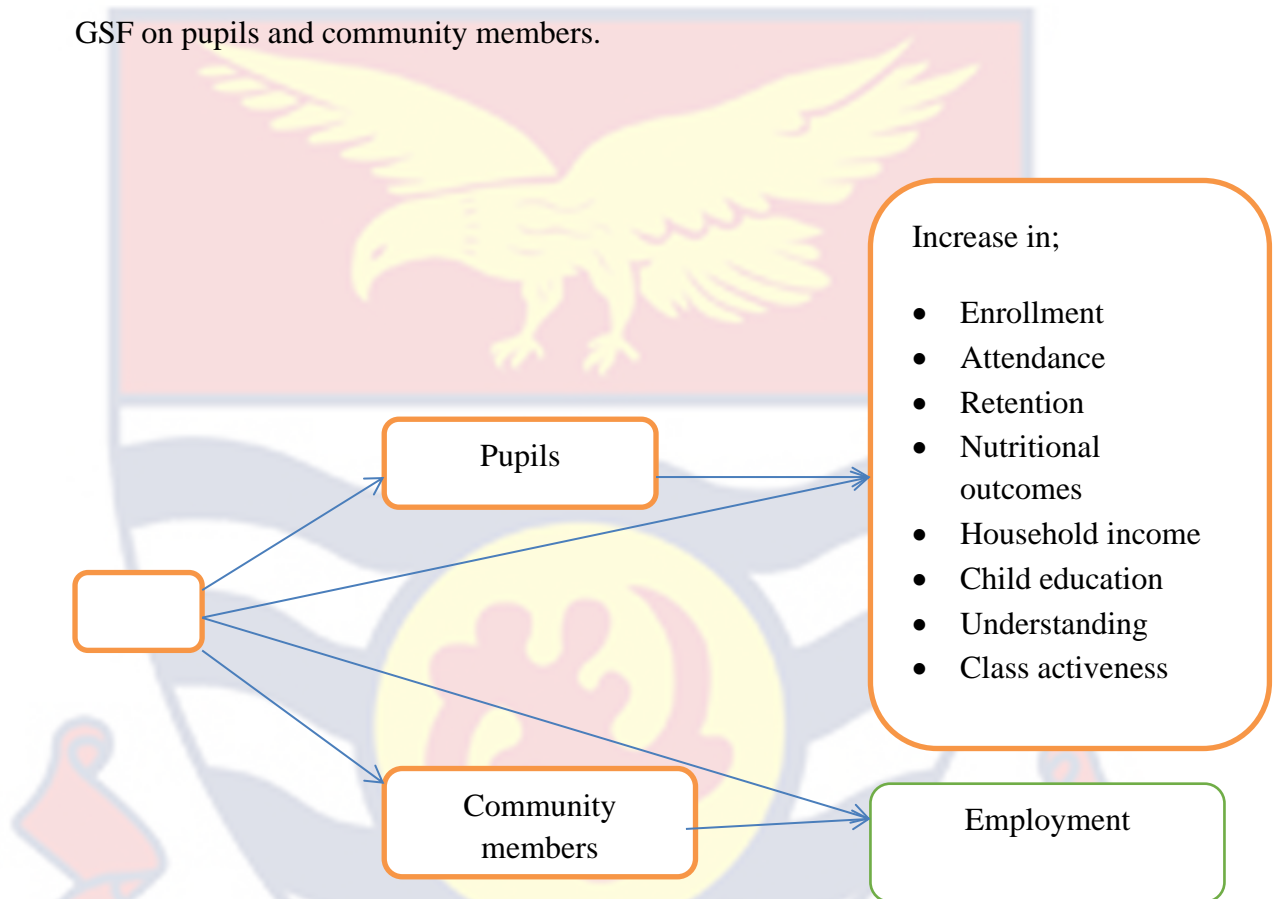 GSF on pupils and community members.
Increase in;
• Enrollment
• Attendance
• Retention
• Nutritional
outcomes
• Household income
• Child education
• Understanding
• Class activeness
Pupils
Community
members
Employment